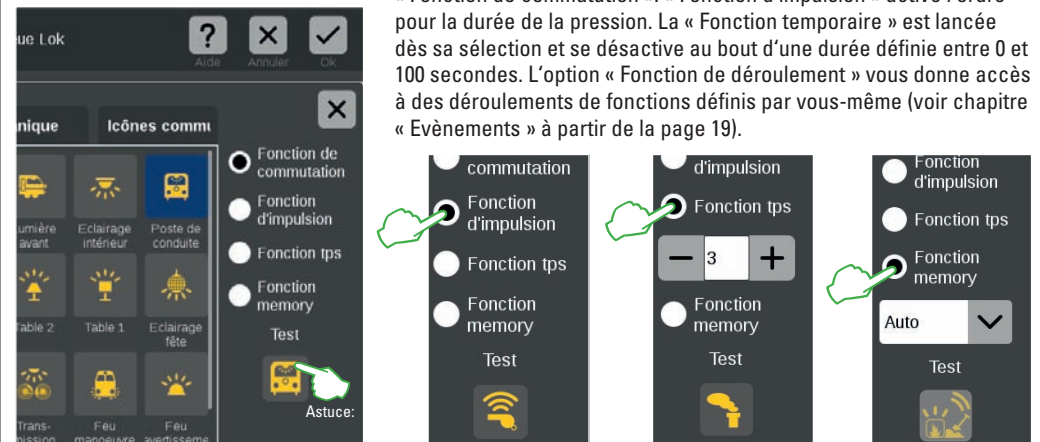 « Fonction de commutation ». « Fonction d'impulsion » active l'ordre
pour la durée de la pression. La « Fonction temporaire » est lancée
dès sa sélection et se désactive au bout d'une durée définie entre 0 et
100 secondes. L'option « Fonction de déroulement » vous donne accès
à des déroulements de fonctions définis par vous-même (voir chapitre
« Evènements » à partir de la page 19).
ue Lok
?
Aide
Annuler
Ok
nique
Icônes commu
Fonction de
commutation
Fonction
d'impulsion
Fonction tps
Fonction
memory
Test
umière
avant
Eclairage
intérieur
Poste de
conduite
Table 2
Table 1
Eclairage
fête
Trans-
mission
Feu
manoeuvre
Feu
avertisseme
Astuce:
commutation
Fonction
d'impulsion
Fonction tps
Fonction
memory
Test
d'impulsion
Fonction tps
3
Fonction
memory
Test
Fonction
d'impulsion
Fonction tps
Fonction
memory
Auto
Test